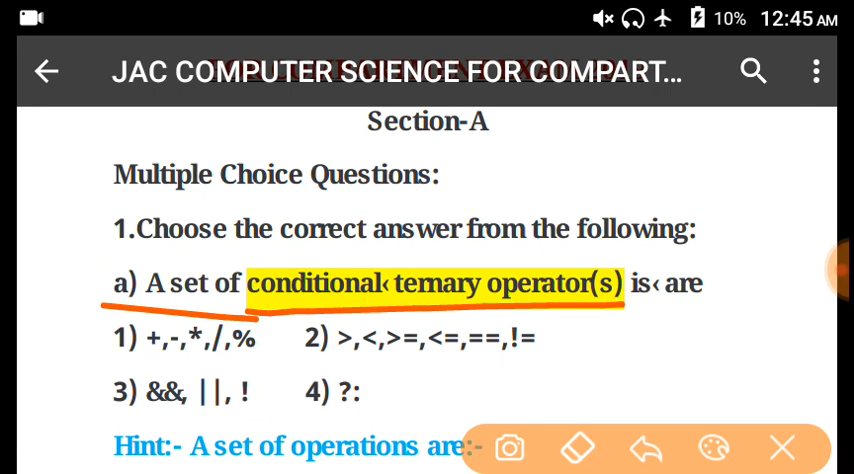 10% 12:45 AM
JAC COMPUTER SCIENCE FOR COMPART...
Section-A
Multiple Choice Questions:
1.Choose the correct answer from the following:
a) A set of conditional‹ ternary operator(s) is‹ are
1) +,-,*,/,% 2) >,<,>=,<=,==,!=
3) &&, ||, ! 4) ?:
Hint:- A set of operations are:-